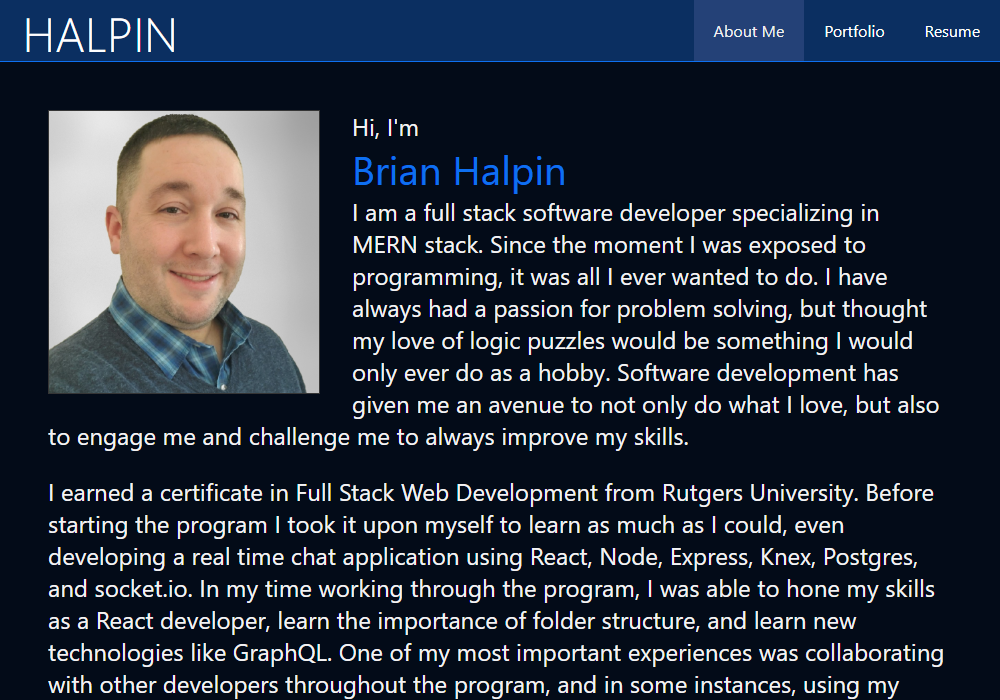 HALPIN
About Me
Portfolio
Resume
Hi, I'm
Brian Halpin
I am a full stack software developer specializing in
MERN stack. Since the moment I was exposed to
programming, it was all I ever wanted to do. I have
always had a passion for problem solving, but thought
my love of logic puzzles would be something I would
only ever do as a hobby. Software development has
given me an avenue to not only do what I love, but also
to engage me and challenge me to always improve my skills.
I earned a certificate in Full Stack Web Development from Rutgers University. Before
starting the program I took it upon myself to learn as much as I could, even
developing a real time chat application using React, Node, Express, Knex, Postgres,
and socket.io. In my time working through the program, I was able to hone my skills
as a React developer, learn the importance of folder structure, and learn new
technologies like GraphQL. One of my most important experiences was collaborating
with other developers throughout the program, and in some instances, using my